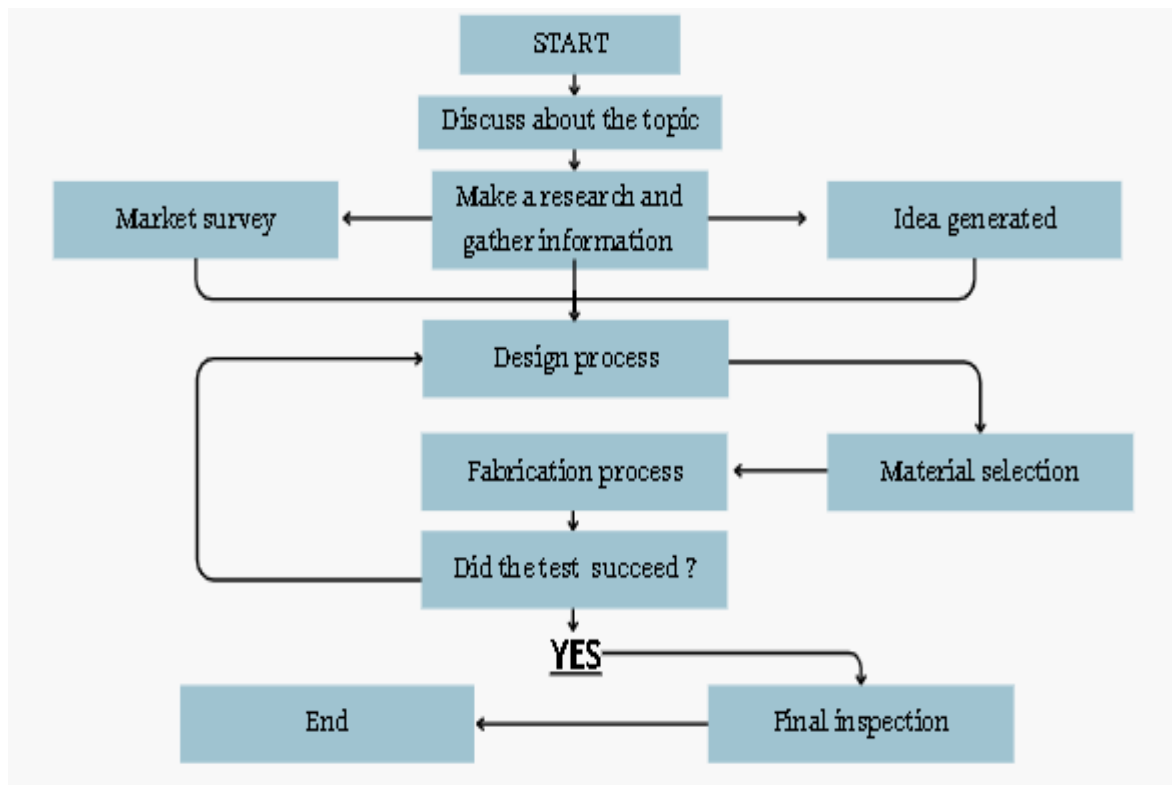 START
Discuss about the topic
Market survey
Make a research and
gather information
Idea generated
Design process
Fabrication process
Material selection
Did the test succeed ?
YES
End
Final inspection